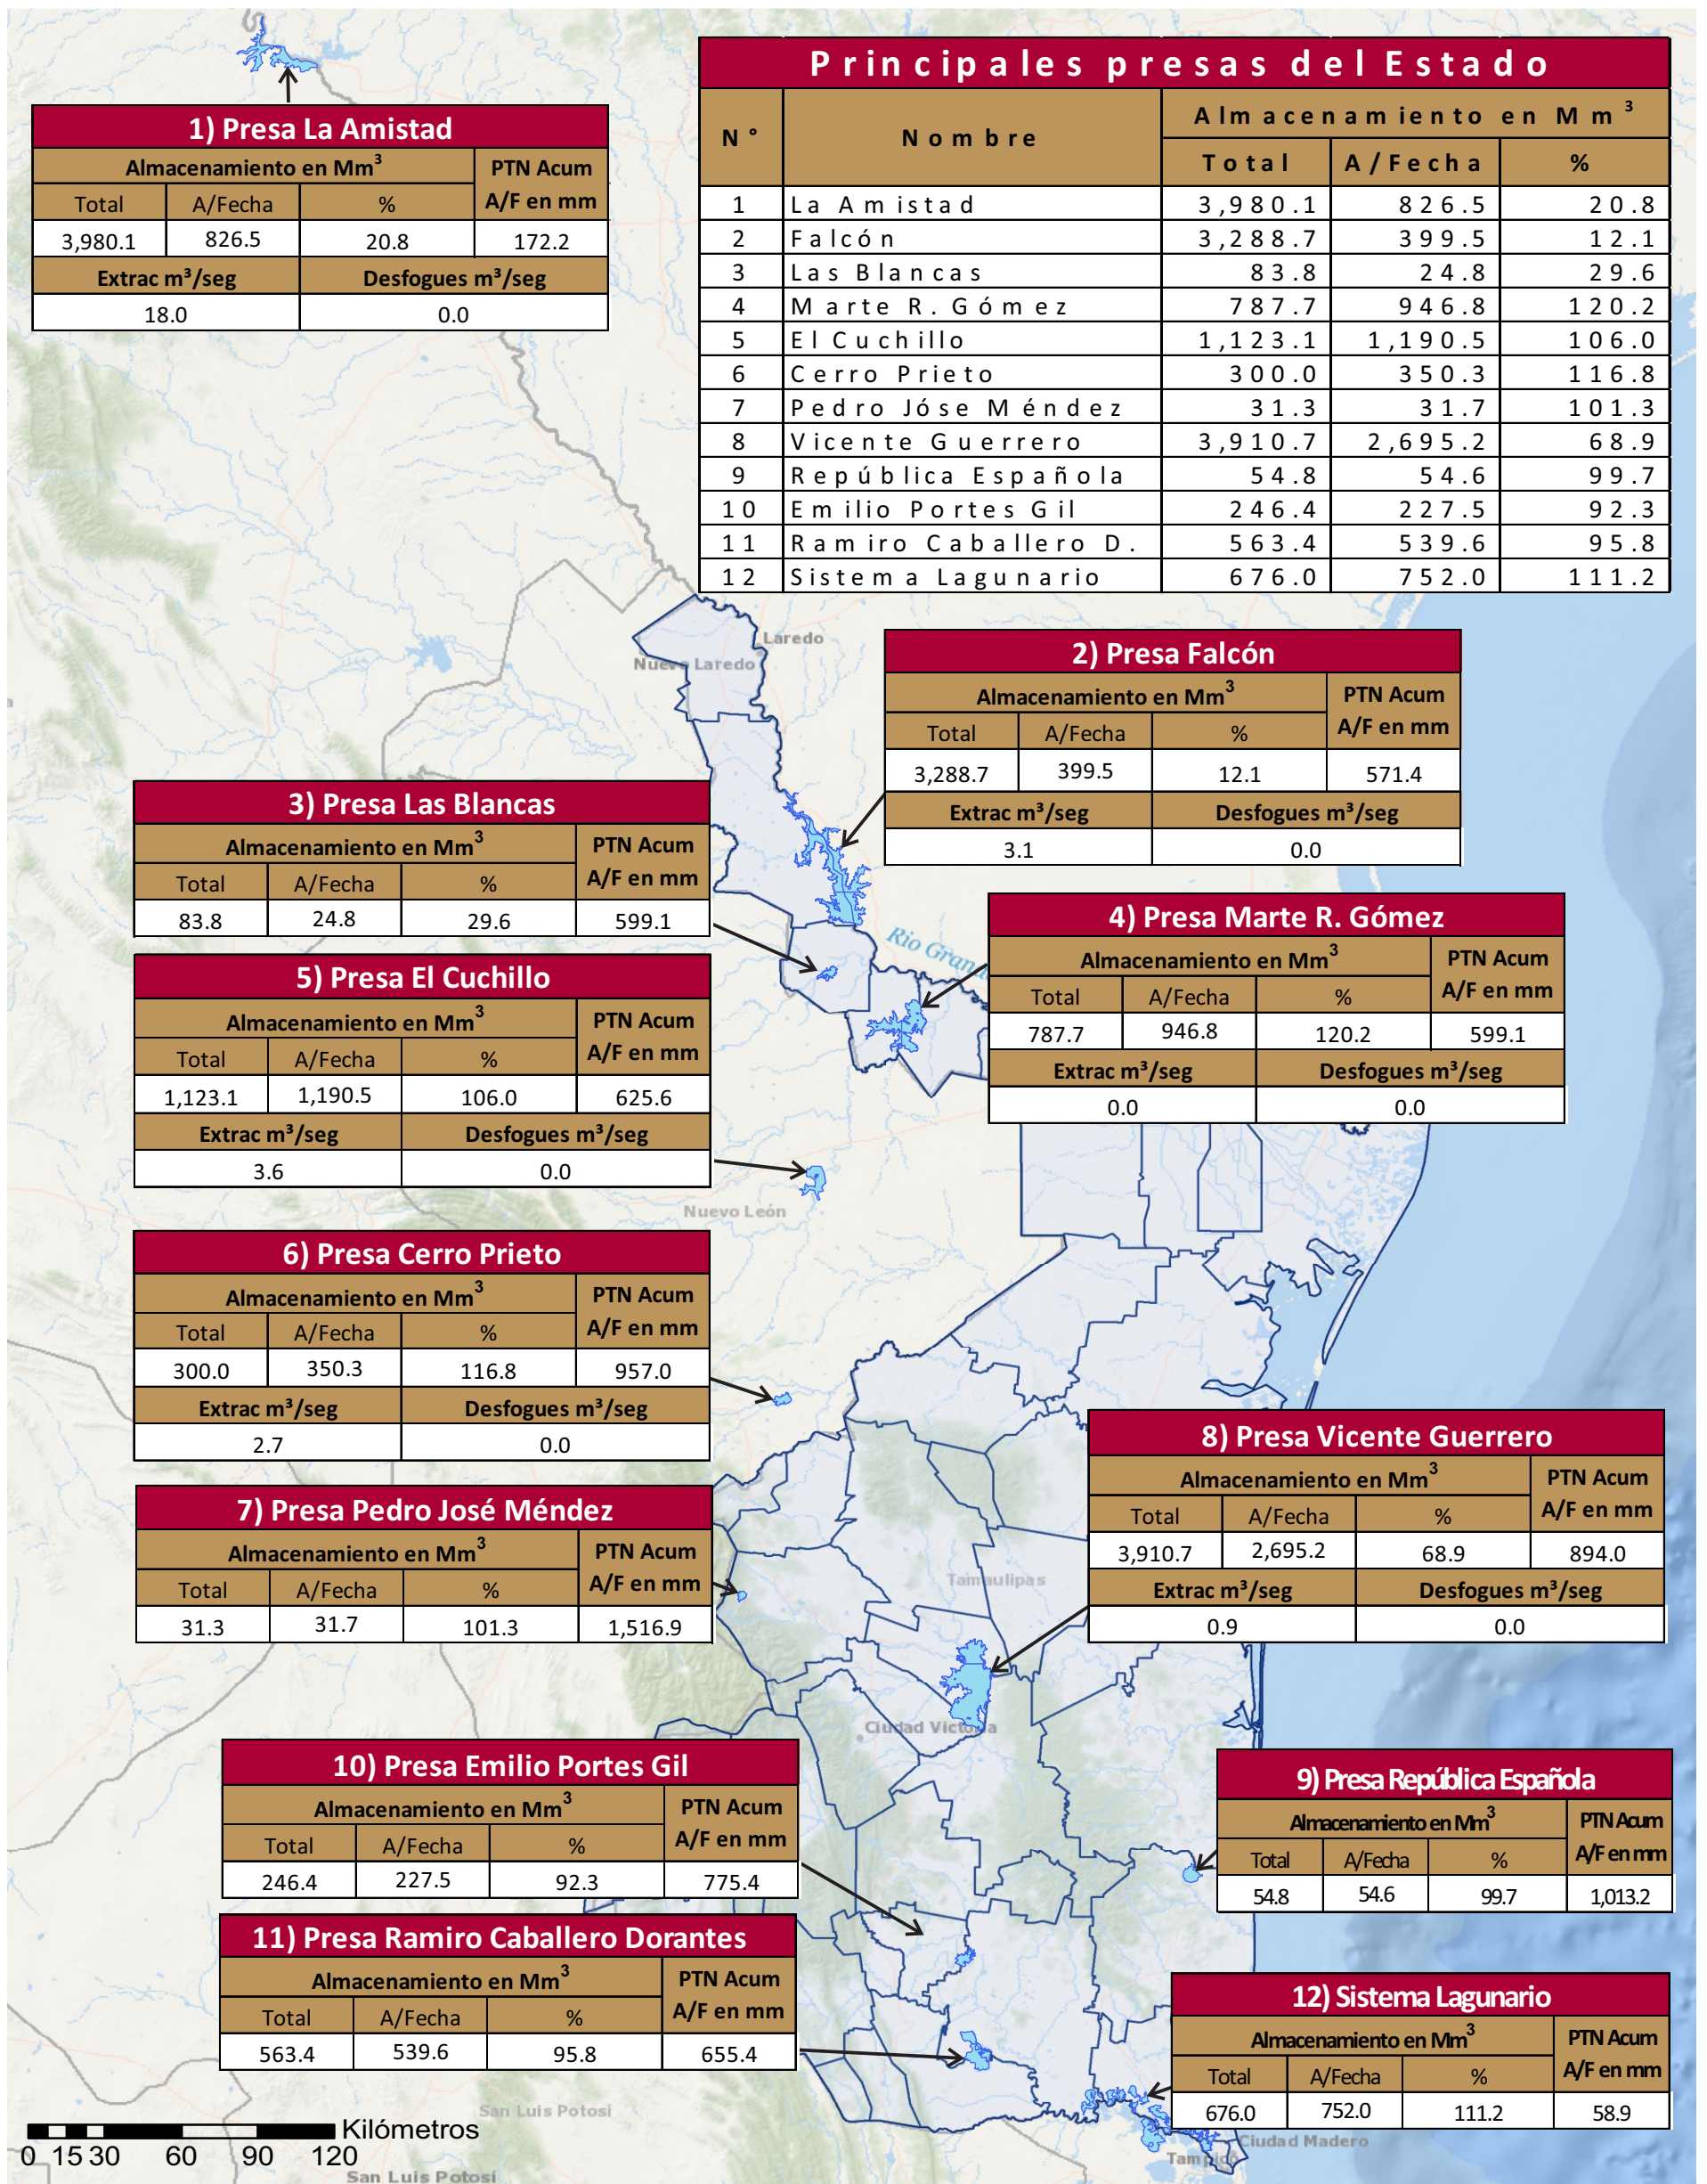 Principales presas del Estado
N° Nombre Almacenamiento en Mm³
Total A/Fecha %
1 La Amistad 3,980.1 826.5 20.8
2 Falcón 3,288.7 399.5 12.1
3 Las Blancas 83.8 24.8 29.6
4 Marte R. Gómez 787.7 946.8 120.2
5 El Cuchillo 1,123.1 1,190.5 106.0
6 Cerro Prieto 300.0 350.3 116.8
7 Pedro Jóse Méndez 31.3 31.7 101.3
8 Vicente Guerrero 3,910.7 2,695.2 68.9
9 República Española 54.8 54.6 99.7
10 Emilio Portes Gil 246.4 227.5 92.3
11 Ramiro Caballero D. 563.4 539.6 95.8
12 Sistema Lagunario 676.0 752.0 111.2
1) Presa La Amistad
Almacenamiento en Mm³ PTN Acum
Total A/Fecha % A/F en mm
3,980.1 826.5 20.8 172.2
Extrac m³/seg Desfogues m³/seg
18.0 0.0
Laredo
Nuevo Laredo
2) Presa Falcón
Almacenamiento en Mm³ PTN Acum
Total A/Fecha % A/F en mm
3,288.7 399.5 12.1 571.4
Extrac m³/seg Desfogues m³/seg
3.1 0.0
3) Presa Las Blancas
Almacenamiento en Mm³ PTN Acum
Total A/Fecha % A/F en mm
83.8 24.8 29.6 599.1
Rio Gran
4) Presa Marte R. Gómez
Almacenamiento en Mm³ PTN Acum
Total A/Fecha % A/F en mm
787.7 946.8 120.2 599.1
Extrac m³/seg Desfogues m³/seg
0.0 0.0
5) Presa El Cuchillo
Almacenamiento en Mm³ PTN Acum
Total A/Fecha % A/F en mm
1,123.1 1,190.5 106.0 625.6
Extrac m³/seg Desfogues m³/seg
3.6 0.0
Nuevo León
6) Presa Cerro Prieto
Almacenamiento en Mm³ PTN Acum
Total A/Fecha % A/F en mm
300.0 350.3 116.8 957.0
Extrac m³/seg Desfogues m³/seg
2.7 0.0
7) Presa Pedro José Méndez
Almacenamiento en Mm³ PTN Acum
Total A/Fecha % A/F en mm
31.3 31.7 101.3 1,516.9
8) Presa Vicente Guerrero
Almacenamiento en Mm³ PTN Acum
Total A/Fecha % A/F en mm
3,910.7 2,695.2 68.9 894.0
Extrac m³/seg Desfogues m³/seg
0.9 0.0
Tamaulipas
Ciudad Victoria
10) Presa Emilio Portes Gil
Almacenamiento en Mm³ PTN Acum
Total A/Fecha % A/F en mm
246.4 227.5 92.3 775.4
9) Presa República Española
Almacenamiento en Mm³ PTN Acum
Total A/Fecha % A/F en mm
54.8 54.6 99.7 1,013.2
11) Presa Ramiro Caballero Dorantes
Almacenamiento en Mm³ PTN Acum
Total A/Fecha % A/F en mm
563.4 539.6 95.8 655.4
12) Sistema Lagunario
Almacenamiento en Mm³ PTN Acum
Total A/Fecha % A/F en mm
676.0 752.0 111.2 58.9
San Luis Potosí
Ciudad Madero
Tampico
Kilómetros
0 15 30 60 90 120
San Luis Potosí